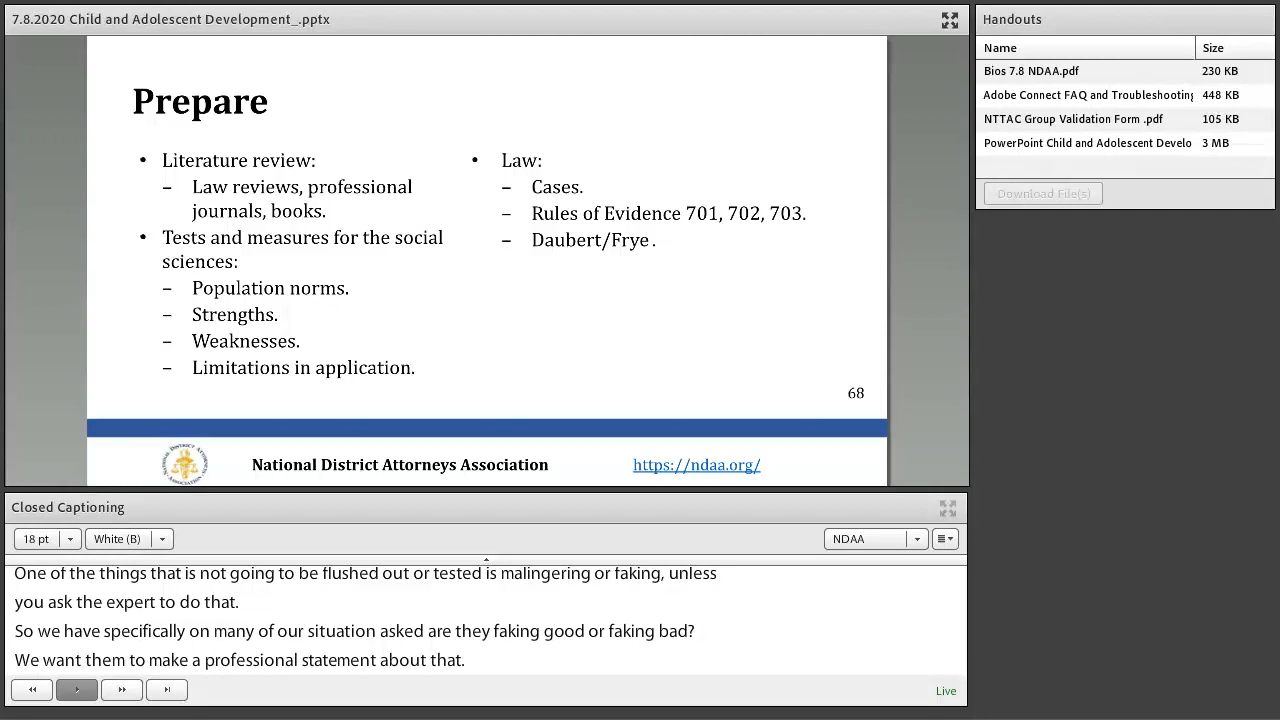 7.8.2020 Child and Adolescent Development_.pptx
Prepare
• Literature review:
– Law reviews, professional
journals, books.
• Tests and measures for the social
sciences:
– Population norms.
– Strengths.
– Weaknesses.
– Limitations in application.
• Law:
– Cases.
– Rules of Evidence 701, 702, 703.
– Daubert/Frye .
68
NATIONAL DISTRICT ATTORNEYS ASSOCIATION
National District Attorneys Association
https://ndaa.org/
Handouts
Name Size
Bios 7.8 NDAA.pdf 230 KB
Adobe Connect FAQ and Troubleshooting 448 KB
NTTAC Group Validation Form .pdf 105 KB
PowerPoint Child and Adolescent Develo 3 MB
Download File(s)
Closed Captioning
18 pt White (B) NDAA
One of the things that is not going to be flushed out or tested is malingering or faking, unless
you ask the expert to do that.
So we have specifically on many of our situation asked are they faking good or faking bad?
We want them to make a professional statement about that.
Live